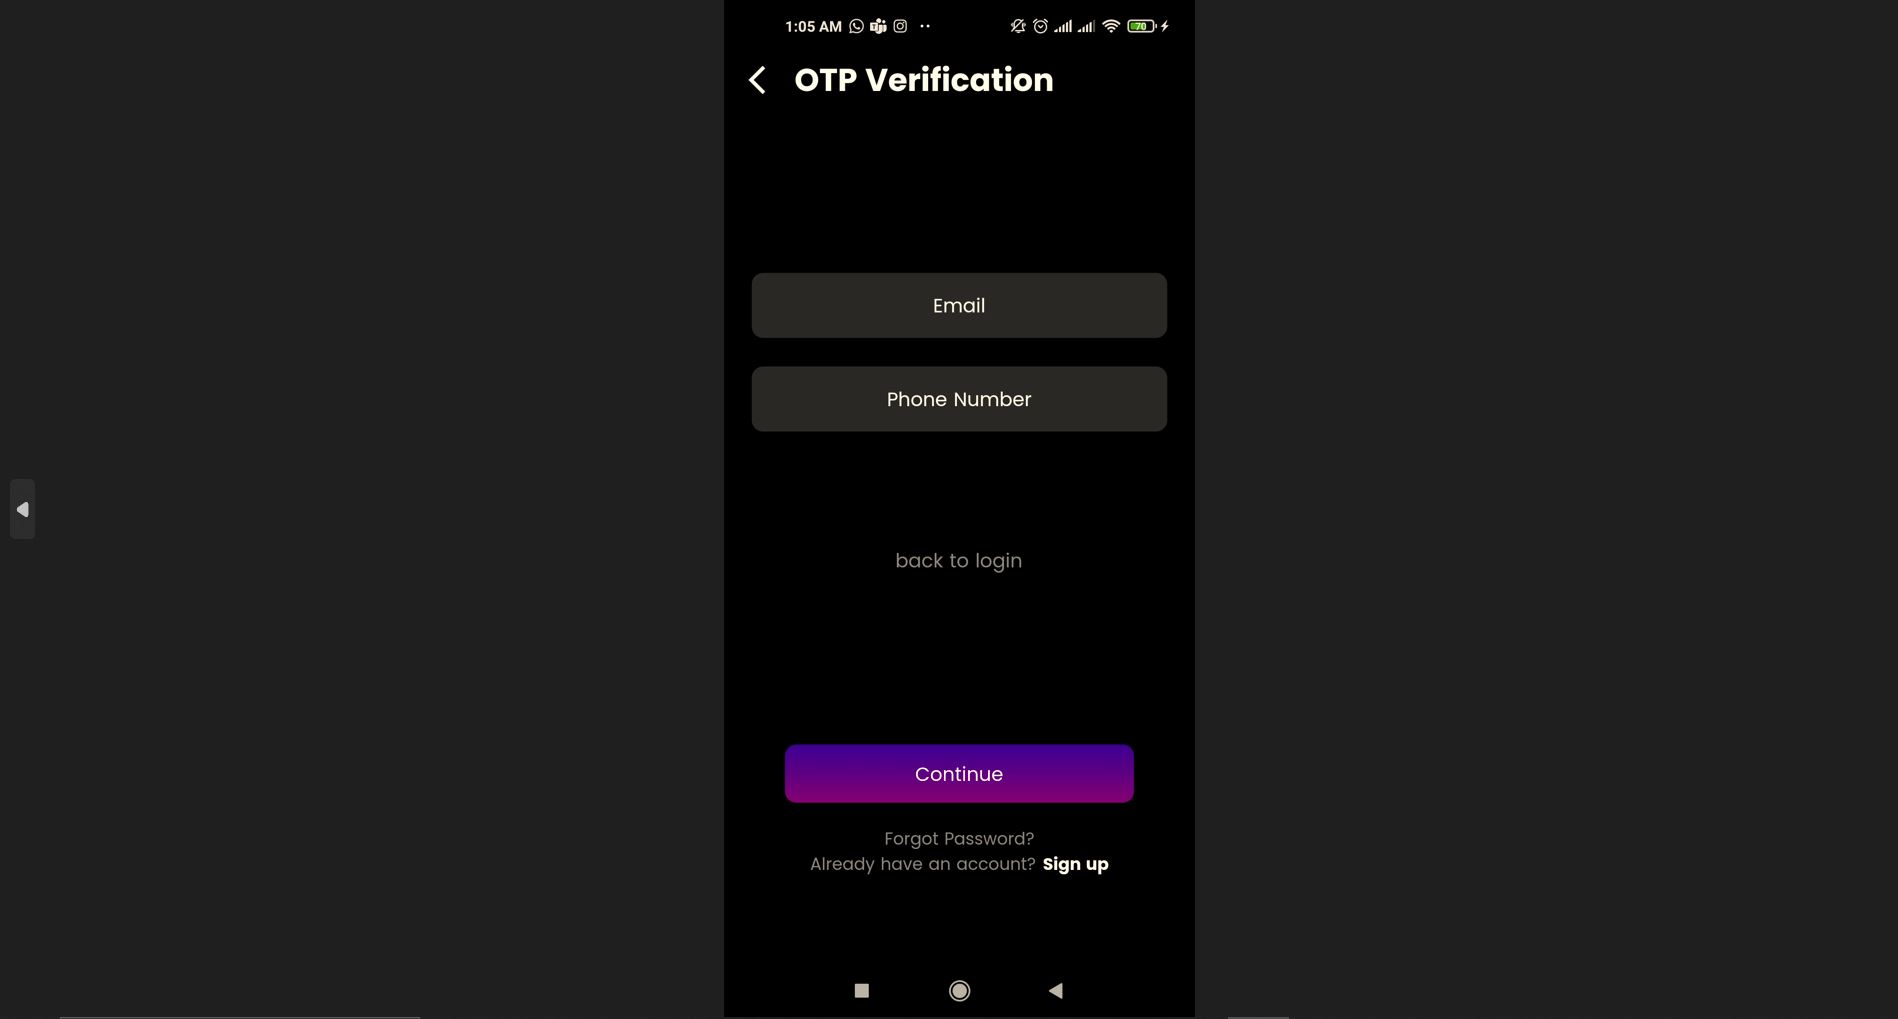 1:05 AM
70
OTP Verification
Email
Phone Number
back to login
Continue
Forgot Password?
Already have an account? Sign up